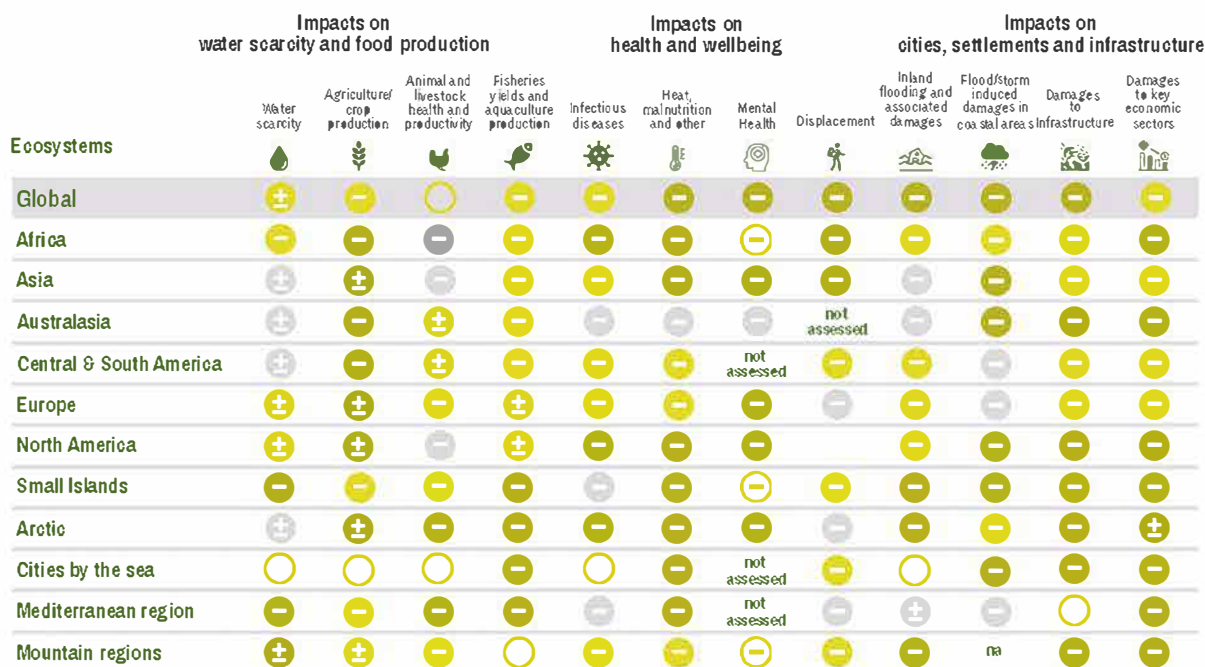 Impacts on
water scarcity and food production
Impacts on
health and wellbeing
Impacts on
cities, settlements and infrastructure
Water
scarcity
Agriculture/
crop
production
Animal and
livestock
health and
productivity
Fisheries
yields and
aquaculture
production
Infectious
diseases
Heat,
malnutrition
and other
Mental
Health
Displacement
Inland
flooding and
associated
damages
Flood/storm
induced
damages in
coastal areas
Damages
to
Infrastructure
Damages
to key
economic
sectors
Ecosystems
Global
± − − − − − − − − − −
Africa
− − − − − − − − − − − −
Asia
± ± − − − − − − − − − −
Australasia
± − ± − − − − not assessed − − − −
Central & South America
± − ± − − − not assessed − − − − −
Europe
± ± − ± − − − − − − − −
North America
± ± − ± − − − − − − −
Small Islands
− − − − − − − − − − − −
Arctic
± ± − − − − − − − − − ±
Cities by the sea
− − not assessed − − − −
Mediterranean region
− − − − − − not assessed − ± − −
Mountain regions
± ± − − − − − − na − −